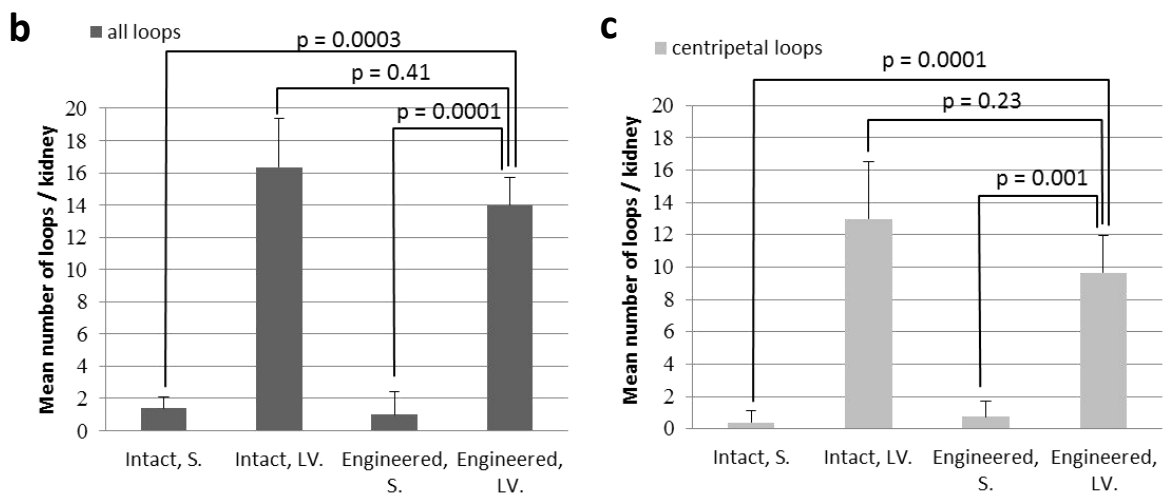 b
all loops
p = 0.0003
p = 0.41
p = 0.0001
Mean number of loops / kidney
20
18
16
14
12
10
8
6
4
2
0
Intact, S.
Intact, LV.
Engineered,
S.
Engineered,
LV.
c
centripetal loops
p = 0.0001
p = 0.23
p = 0.001
Mean number of loops / kidney
20
18
16
14
12
10
8
6
4
2
0
Intact, S.
Intact, LV.
Engineered,
S.
Engineered,
LV.